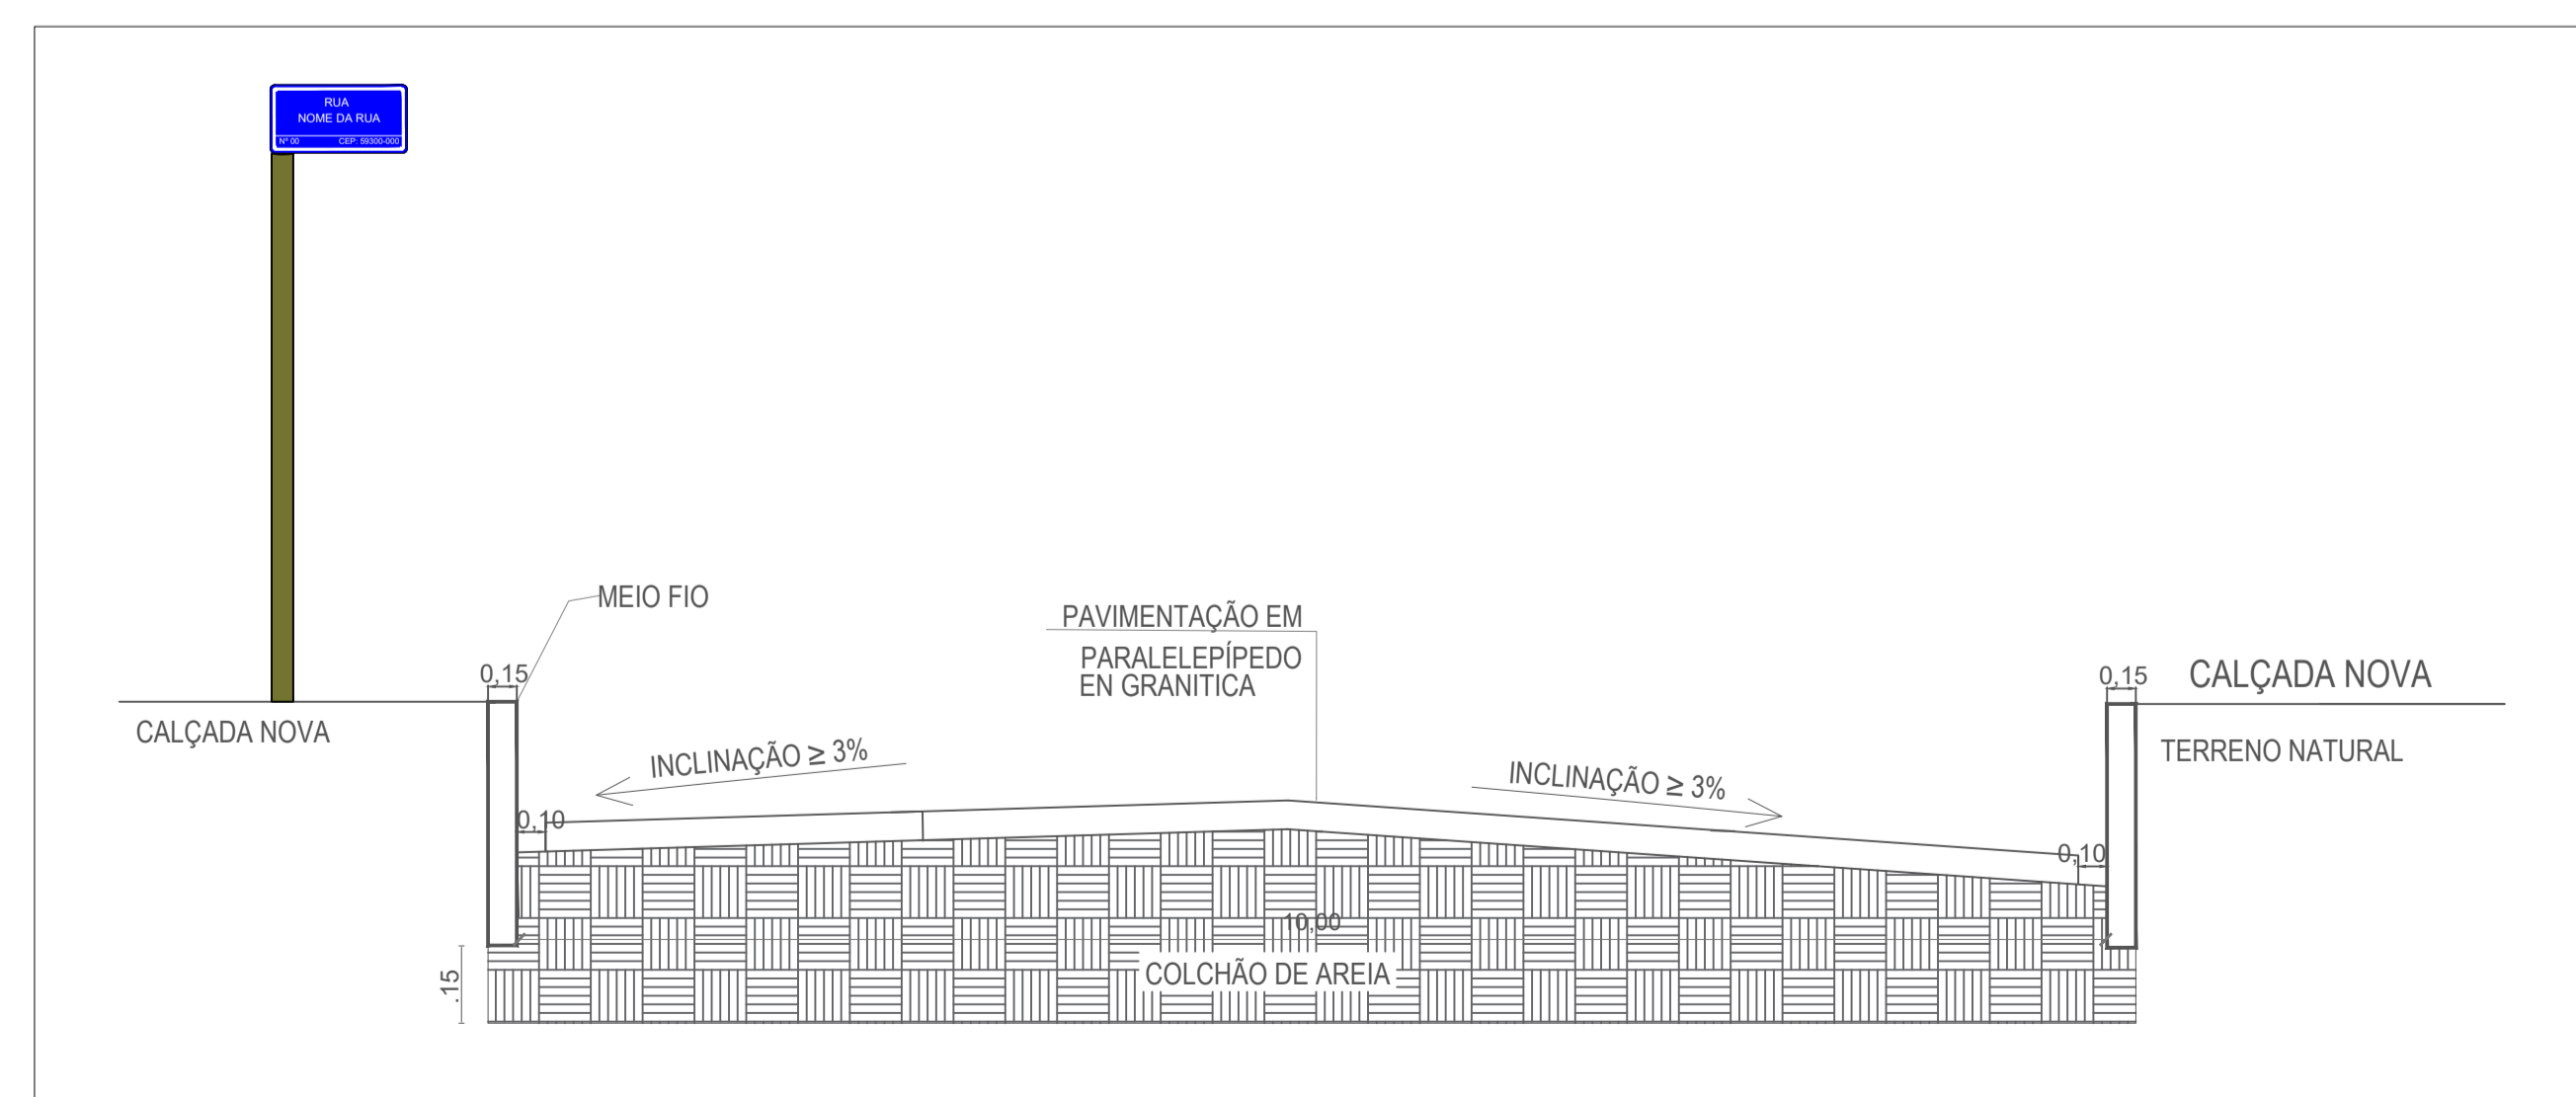 RUA
NOME DA RUA
Nº 00 CEP: 59300-000
MEIO FIO
PAVIMENTAÇÃO EM
PARALELEPÍPEDO
EN GRANITICA
0,15
0,15
CALÇADA NOVA
CALÇADA NOVA
TERRENO NATURAL
INCLINAÇÃO ≥ 3%
INCLINAÇÃO ≥ 3%
0,10
0,10
10,00
COLCHÃO DE AREIA
.15